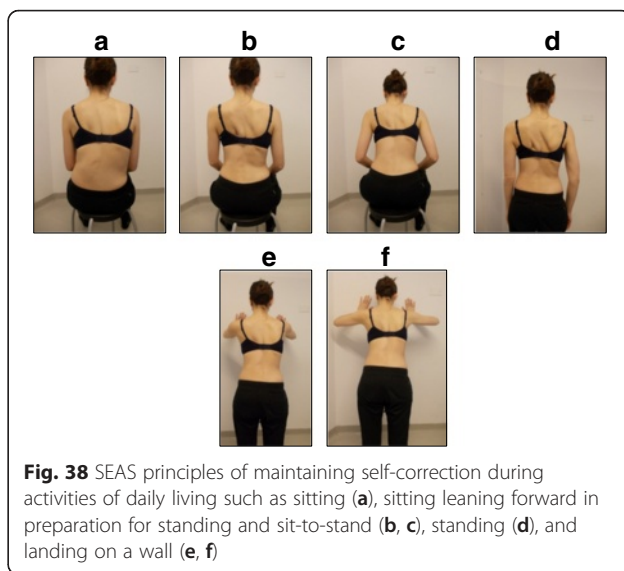 a b c d
e f
Fig. 38 SEAS principles of maintaining self-correction during
activities of daily living such as sitting (a), sitting leaning forward in
preparation for standing and sit-to-stand (b, c), standing (d), and
landing on a wall (e, f)